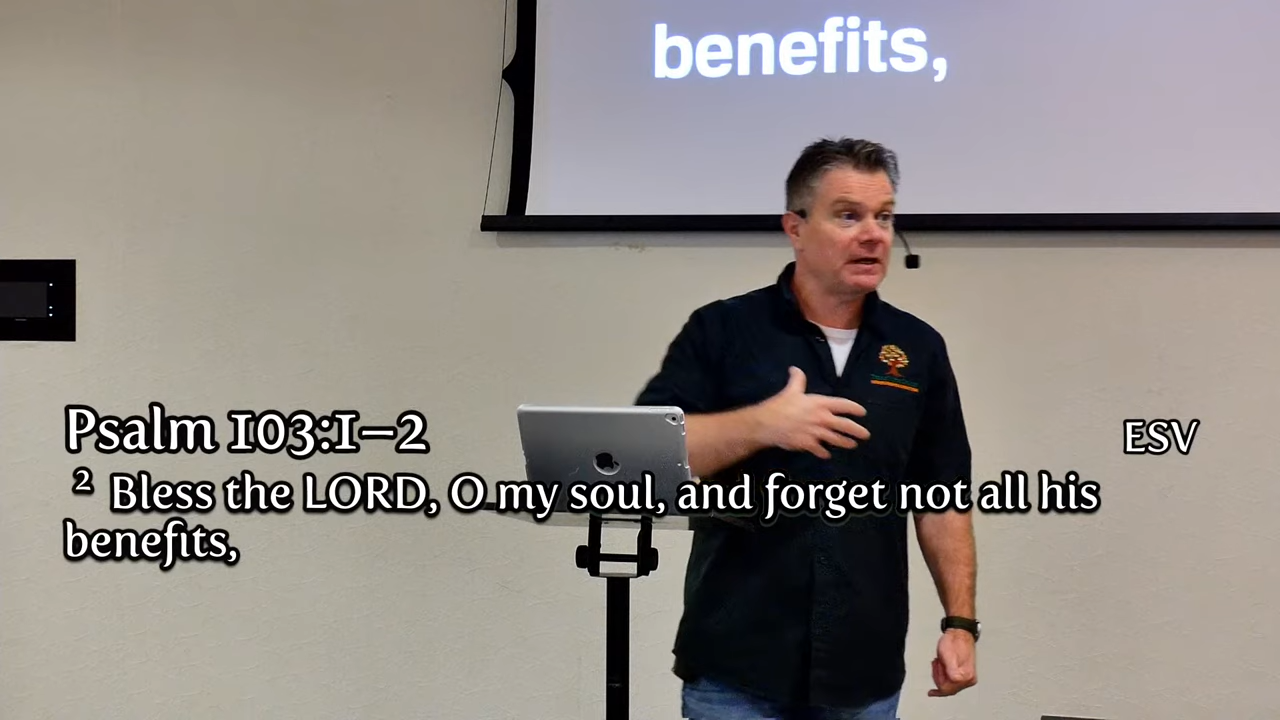 benefits,
Psalm 103:1–2
ESV
² Bless the LORD, O my soul, and forget not all his
benefits,